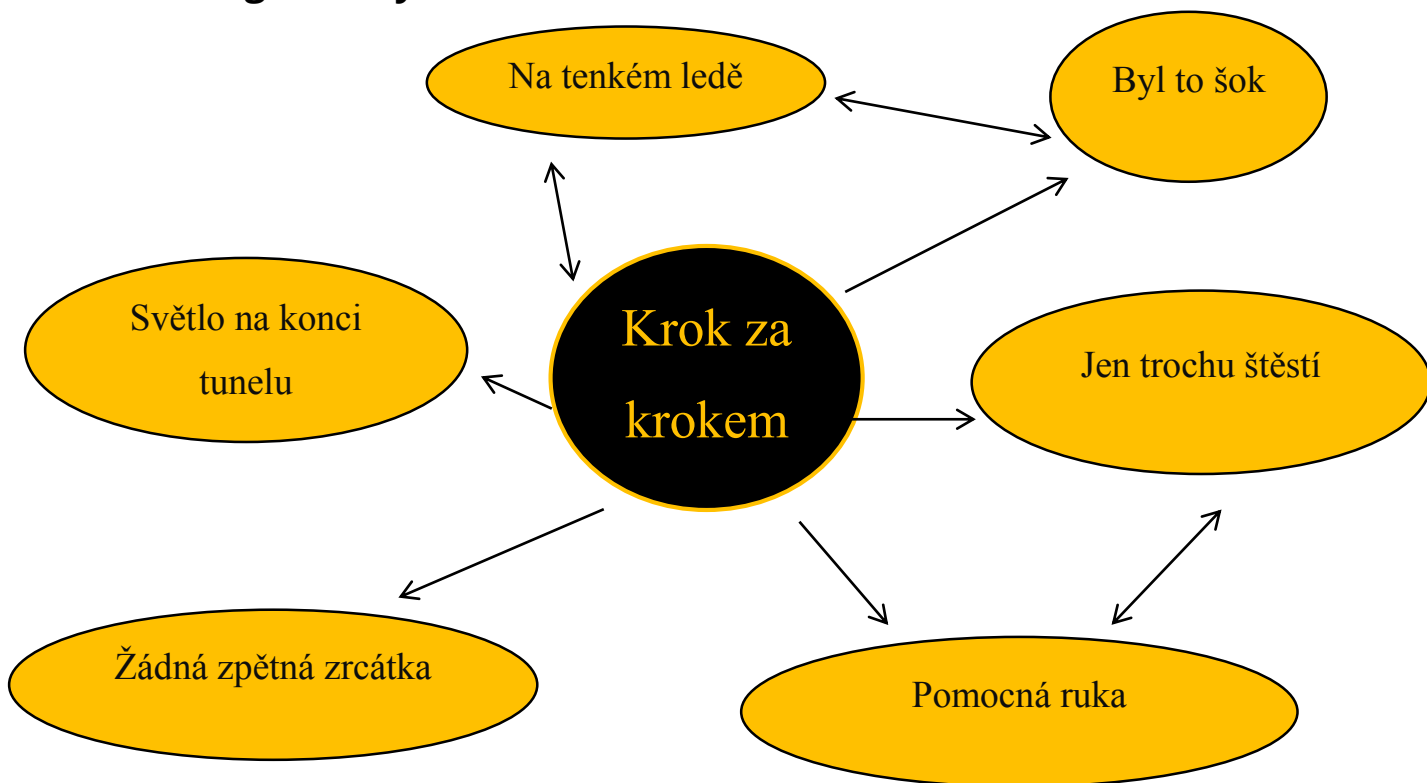 Na tenkém ledě
Byl to šok
Světlo na konci
tunelu
Krok za
krokem
Jen trochu štěstí
Žádná zpětná zrcátka
Pomocná ruka